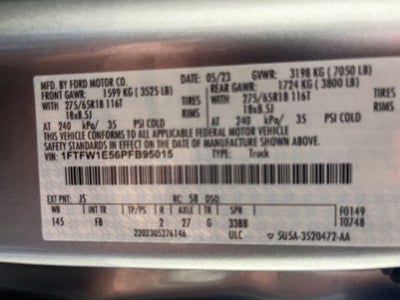 MFD. BY FORD MOTOR CO.
DATE: 05/23 GVWR: 3198 KG ( 7050 LB)
FRONT GAWR: 1599 KG ( 3525 LB) REAR GAWR: 1724 KG ( 3800 LB)
WITH 275/65R18 116T TIRES WITH 275/65R18 116T TIRES
18x8.5J RIMS 18x8.5J RIMS
AT 240 kPa/ 35 PSI COLD AT 240 kPa/ 35 PSI COLD
THIS VEHICLE CONFORMS TO ALL APPLICABLE FEDERAL MOTOR VEHICLE
SAFETY STANDARDS IN EFFECT ON THE DATE OF MANUFACTURE SHOWN ABOVE.
VIN: 1FTFW1E56PFB95015 TYPE: Truck
EXT PNT: JS RC: 58 DSO:
WB INT TR TP/PS R AXLE TR SPR F0149
145 FB 2 27 G 3388 T0748
2202305276146 ULC 5U5A-3520472-AA